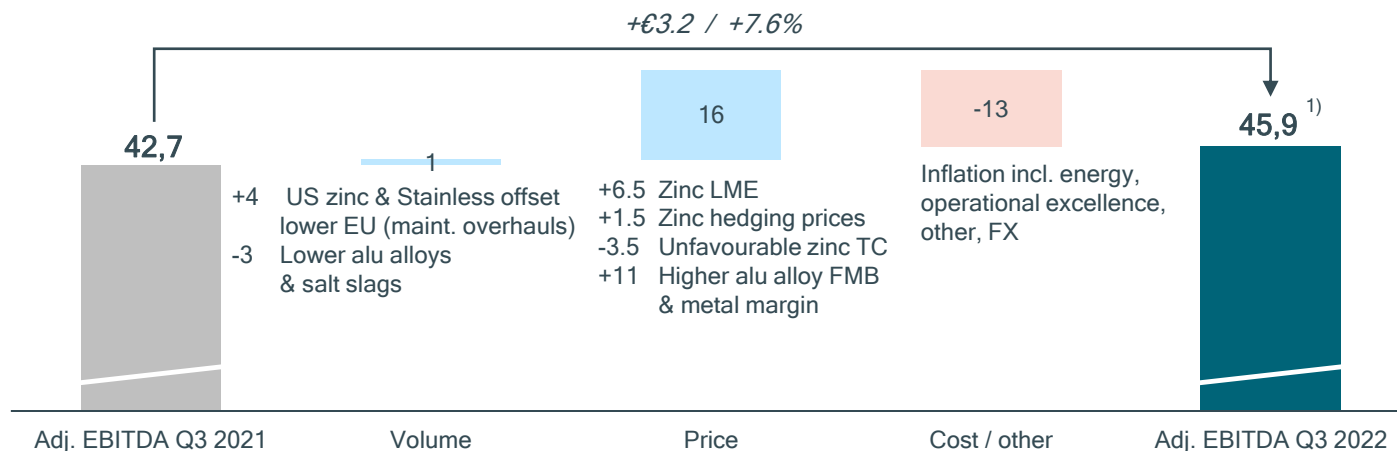 +€3.2 / +7.6%
42,7
1
16
-13
45,9 1)
+4 US zinc & Stainless offset
lower EU (maint. overhauls)
-3 Lower alu alloys
& salt slags
+6.5 Zinc LME
+1.5 Zinc hedging prices
-3.5 Unfavourable zinc TC
+11 Higher alu alloy FMB
& metal margin
Inflation incl. energy,
operational excellence,
other, FX
Adj. EBITDA Q3 2021
Volume
Price
Cost / other
Adj. EBITDA Q3 2022